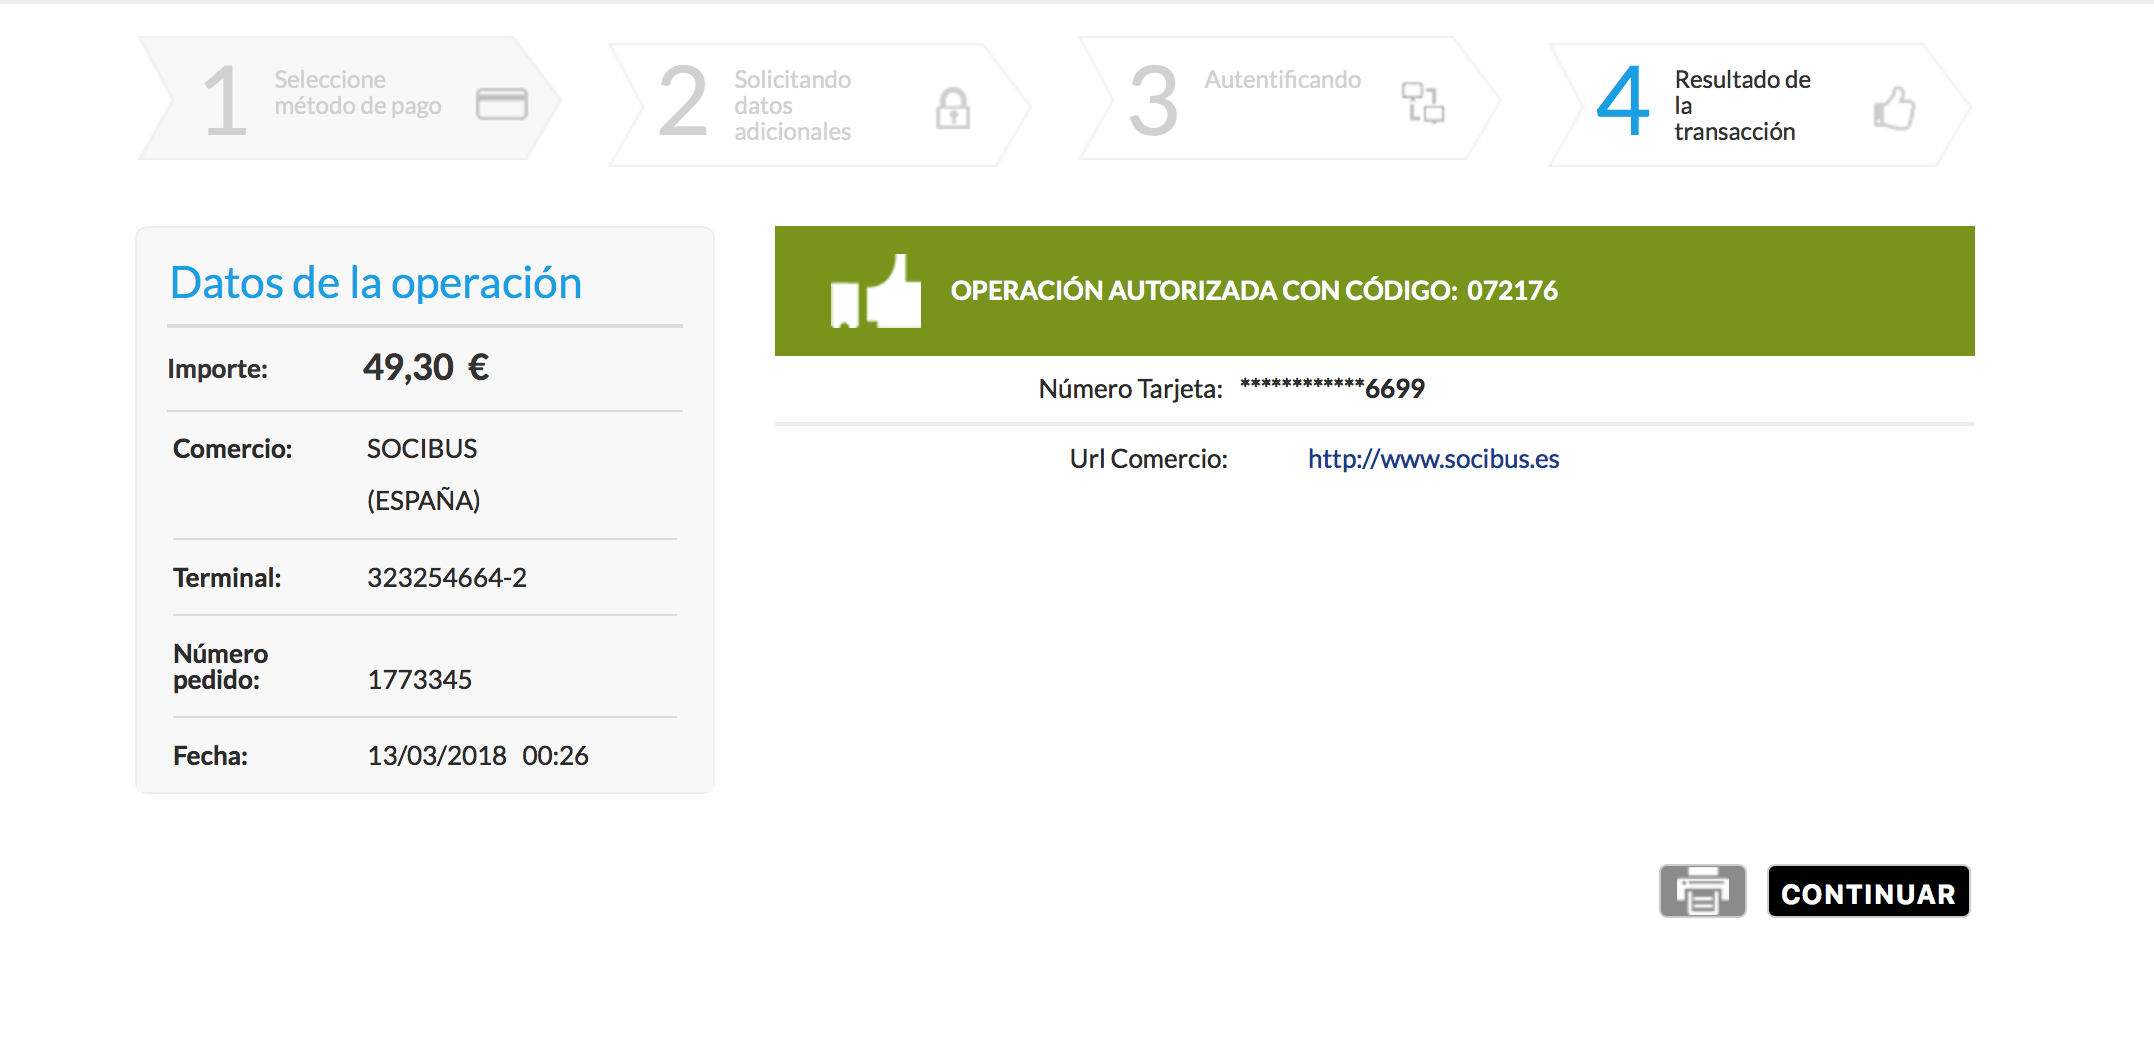 1
Seleccione
método de pago
2
Solicitando
datos
adicionales
3
Autentificando
4
Resultado de
la
transacción
Datos de la operación
Importe: 49,30 €
Comercio: SOCIBUS
(ESPAÑA)
Terminal: 323254664-2
Número
pedido: 1773345
Fecha: 13/03/2018 00:26
OPERACIÓN AUTORIZADA CON CÓDIGO: 072176
Número Tarjeta: ************6699
Url Comercio: http://www.socibus.es
CONTINUAR